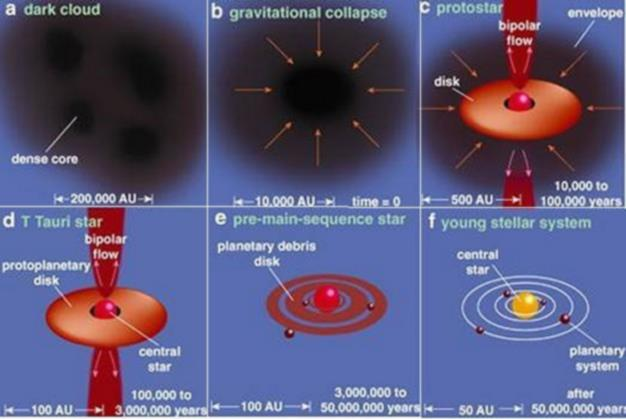 a dark cloud
dense core
200,000 AU
b gravitational collapse
10,000 AU
time = 0
c protostar
envelope
bipolar
flow
disk
500 AU
10,000 to
100,000 years
d T Tauri star
bipolar
flow
protoplanetary
disk
central
star
100 AU
100,000 to
3,000,000 years
e pre-main-sequence star
planetary debris
disk
100 AU
3,000,000 to
50,000,000 years
f young stellar system
central
star
planetary
system
50 AU
after
50,000,000 years